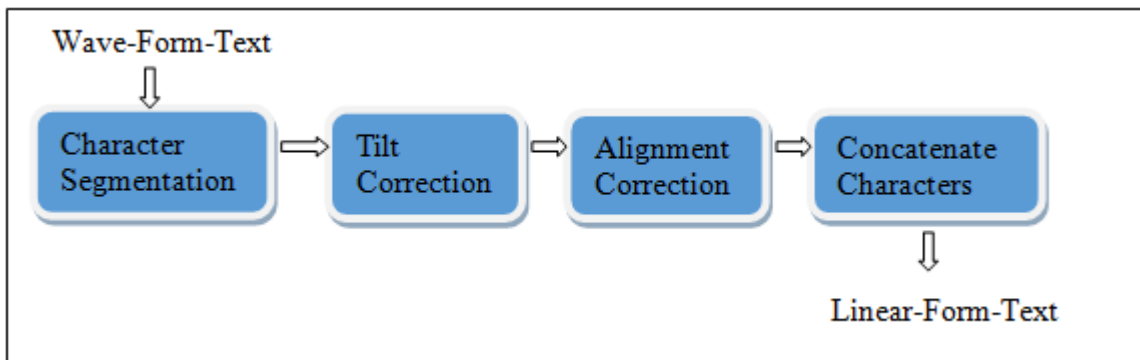 Wave-Form-Text
Character
Segmentation
Tilt
Correction
Alignment
Correction
Concatenate
Characters
Linear-Form-Text